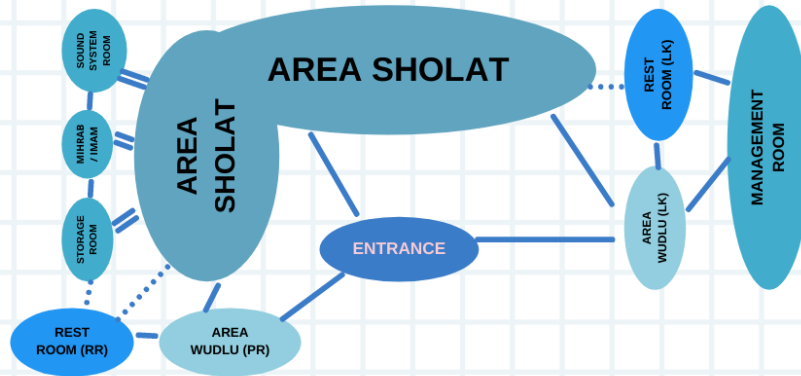 SOUND
SYSTEM
ROOM
MIHRAB
/ IMAM
STORAGE
ROOM
AREA
SHOLAT
AREA SHOLAT
REST
ROOM (LK)
MANAGEMENT
ROOM
AREA
WUDLU (LK)
ENTRANCE
REST
ROOM (RR)
AREA
WUDLU (PR)